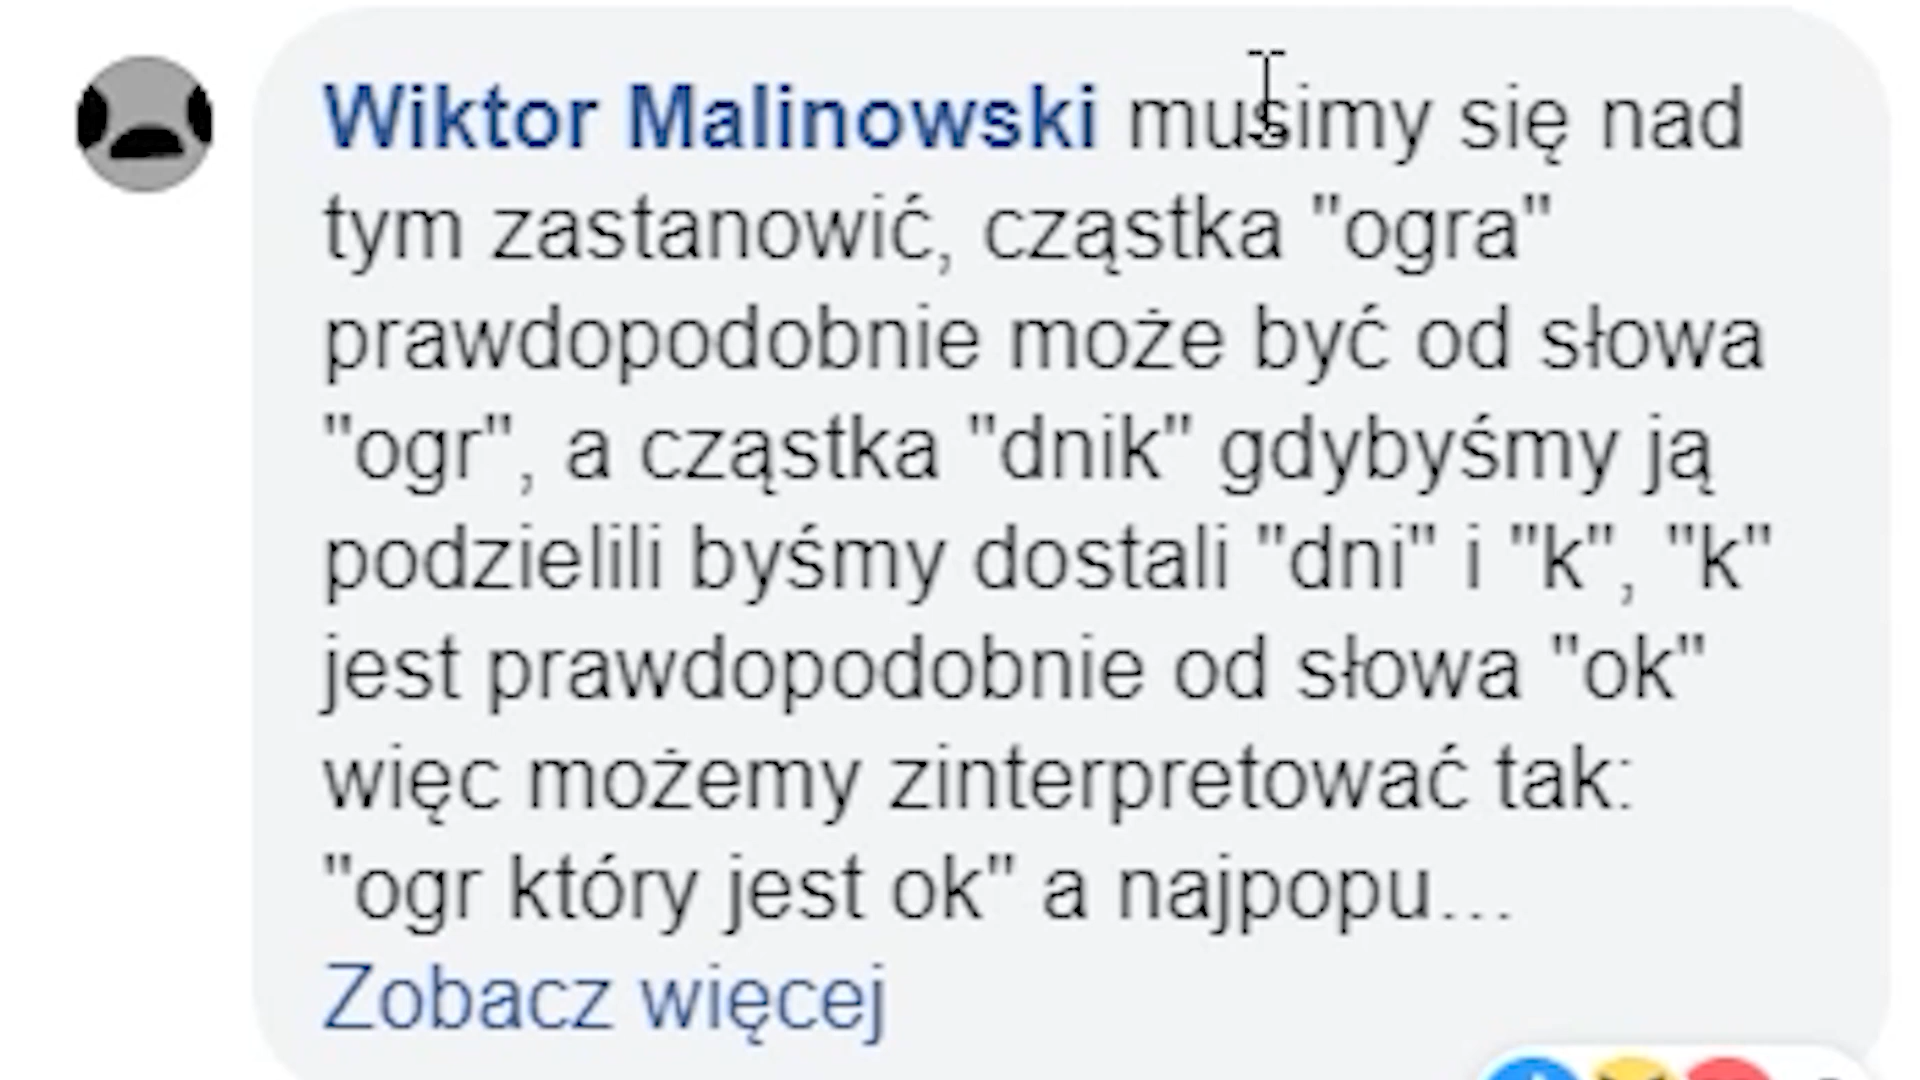 Wiktor Malinowski musimy się nad
tym zastanowić, cząstka "ogra"
prawdopodobnie może być od słowa
"ogr", a cząstka "dnik" gdybyśmy ją
podzielili byśmy dostali "dni" i "k", "k"
jest prawdopodobnie od słowa "ok"
więc możemy zinterpretować tak:
"ogr który jest ok" a najpopu...
Zobacz więcej